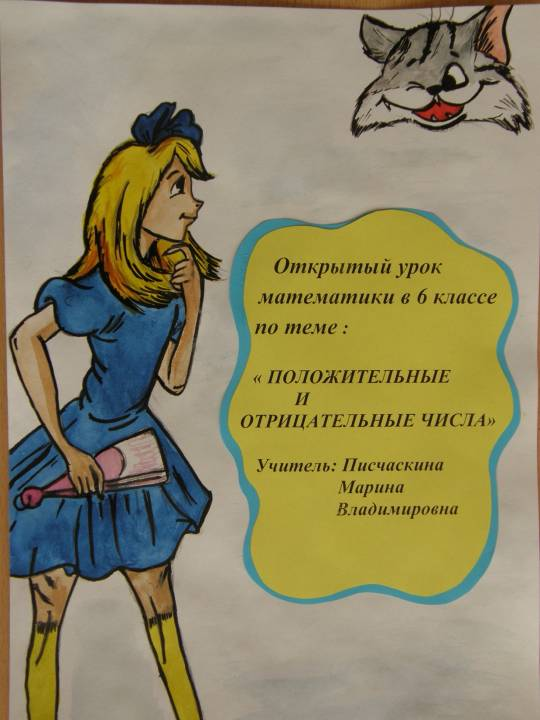 Открытый урок
математики в 6 классе
по теме :
« ПОЛОЖИТЕЛЬНЫЕ
И
ОТРИЦАТЕЛЬНЫЕ ЧИСЛА»
Учитель: Писчаскина
Марина
Владимировна